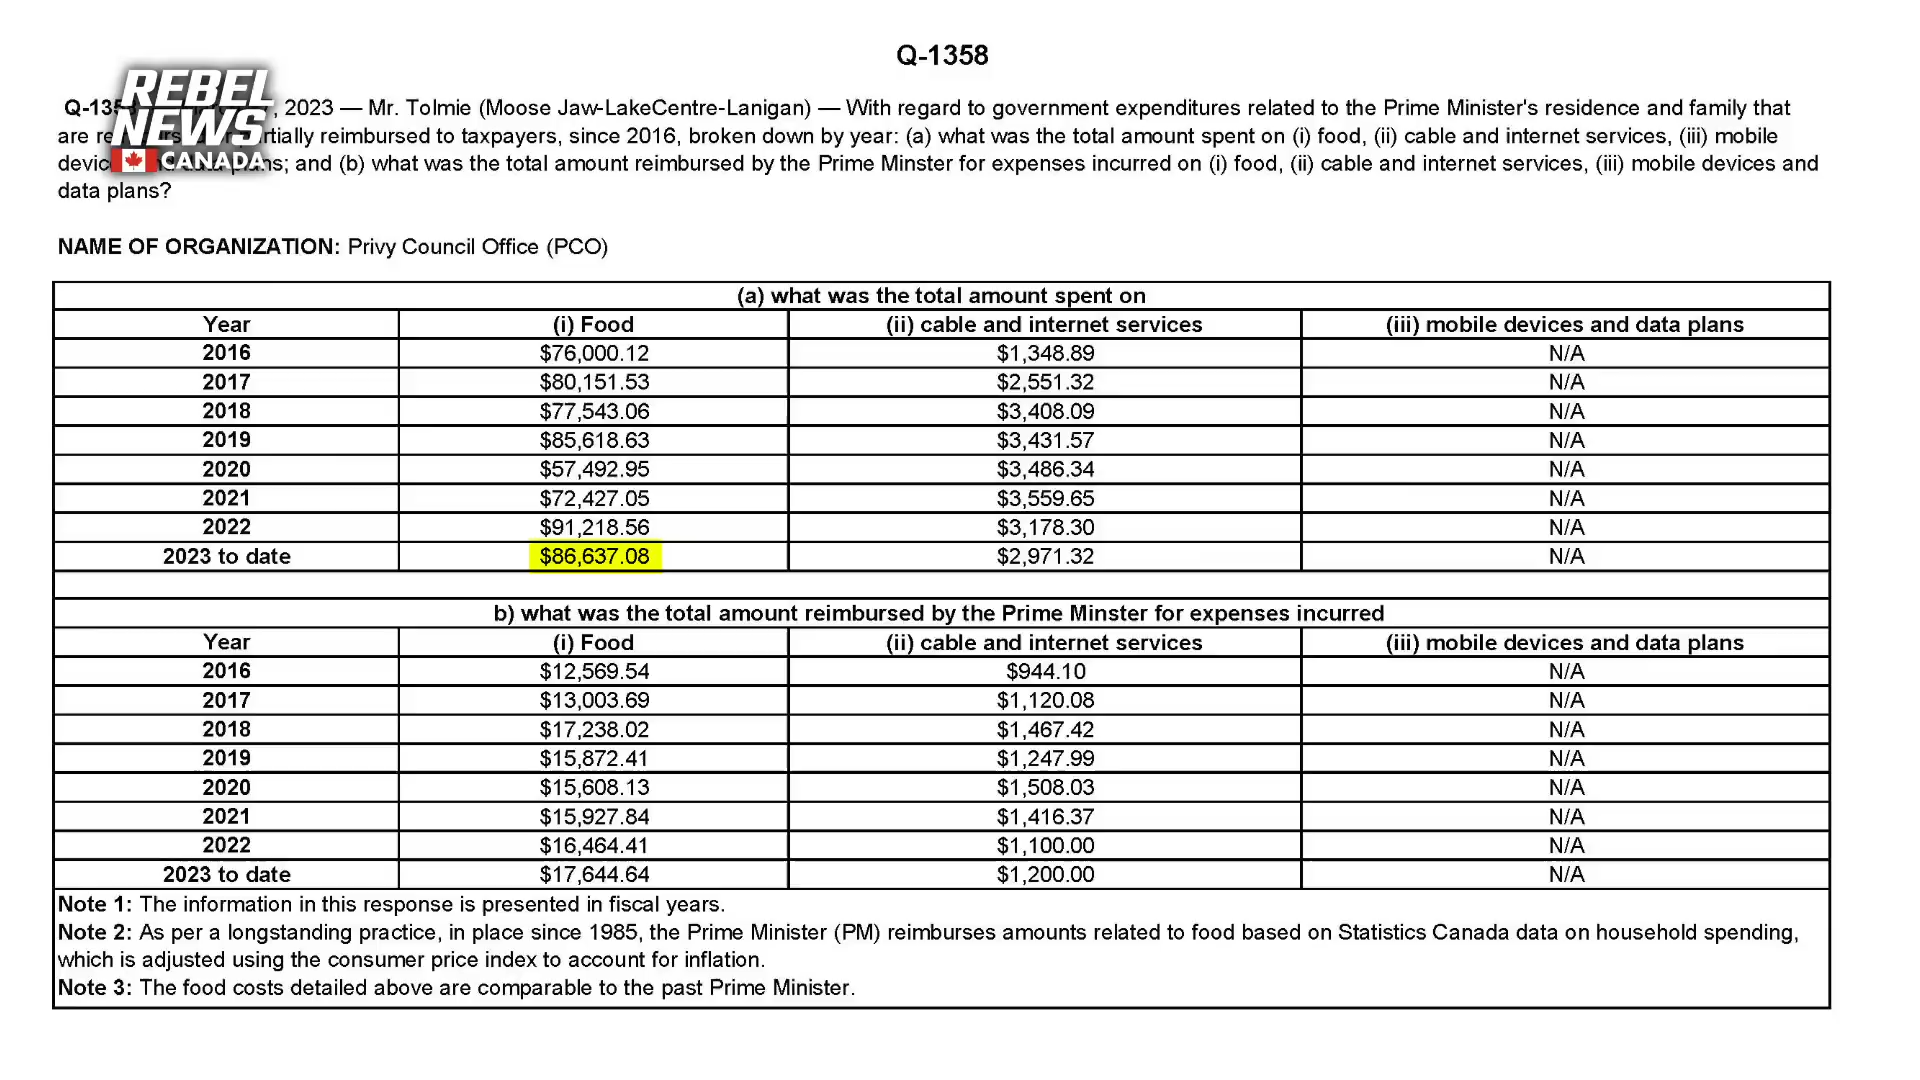 Q-1358
REBEL
NEWS
CANADA
2023 — Mr. Tolmie (Moose Jaw-LakeCentre-Lanigan) — With regard to government expenditures related to the Prime Minister's residence and family that
are reimbursed to taxpayers, since 2016, broken down by year: (a) what was the total amount spent on (i) food, (ii) cable and internet services, (iii) mobile
and (b) what was the total amount reimbursed by the Prime Minster for expenses incurred on (i) food, (ii) cable and internet services, (iii) mobile devices and
data plans?
NAME OF ORGANIZATION: Privy Council Office (PCO)
(a) what was the total amount spent on
Year (i) Food (ii) cable and internet services (iii) mobile devices and data plans
2016 $76,000.12 $1,348.89 N/A
2017 $80,151.53 $2,551.32 N/A
2018 $77,543.06 $3,408.09 N/A
2019 $85,618.63 $3,431.57 N/A
2020 $57,492.95 $3,486.34 N/A
2021 $72,427.05 $3,559.65 N/A
2022 $91,218.56 $3,178.30 N/A
2023 to date $86,637.08 $2,971.32 N/A
b) what was the total amount reimbursed by the Prime Minster for expenses incurred
Year (i) Food (ii) cable and internet services (iii) mobile devices and data plans
2016 $12,569.54 $944.10 N/A
2017 $13,003.69 $1,120.08 N/A
2018 $17,238.02 $1,467.42 N/A
2019 $15,872.41 $1,247.99 N/A
2020 $15,608.13 $1,508.03 N/A
2021 $15,927.84 $1,416.37 N/A
2022 $16,464.41 $1,100.00 N/A
2023 to date $17,644.64 $1,200.00 N/A
Note 1: The information in this response is presented in fiscal years.
Note 2: As per a longstanding practice, in place since 1985, the Prime Minister (PM) reimburses amounts related to food based on Statistics Canada data on household spending,
which is adjusted using the consumer price index to account for inflation.
Note 3: The food costs detailed above are comparable to the past Prime Minister.